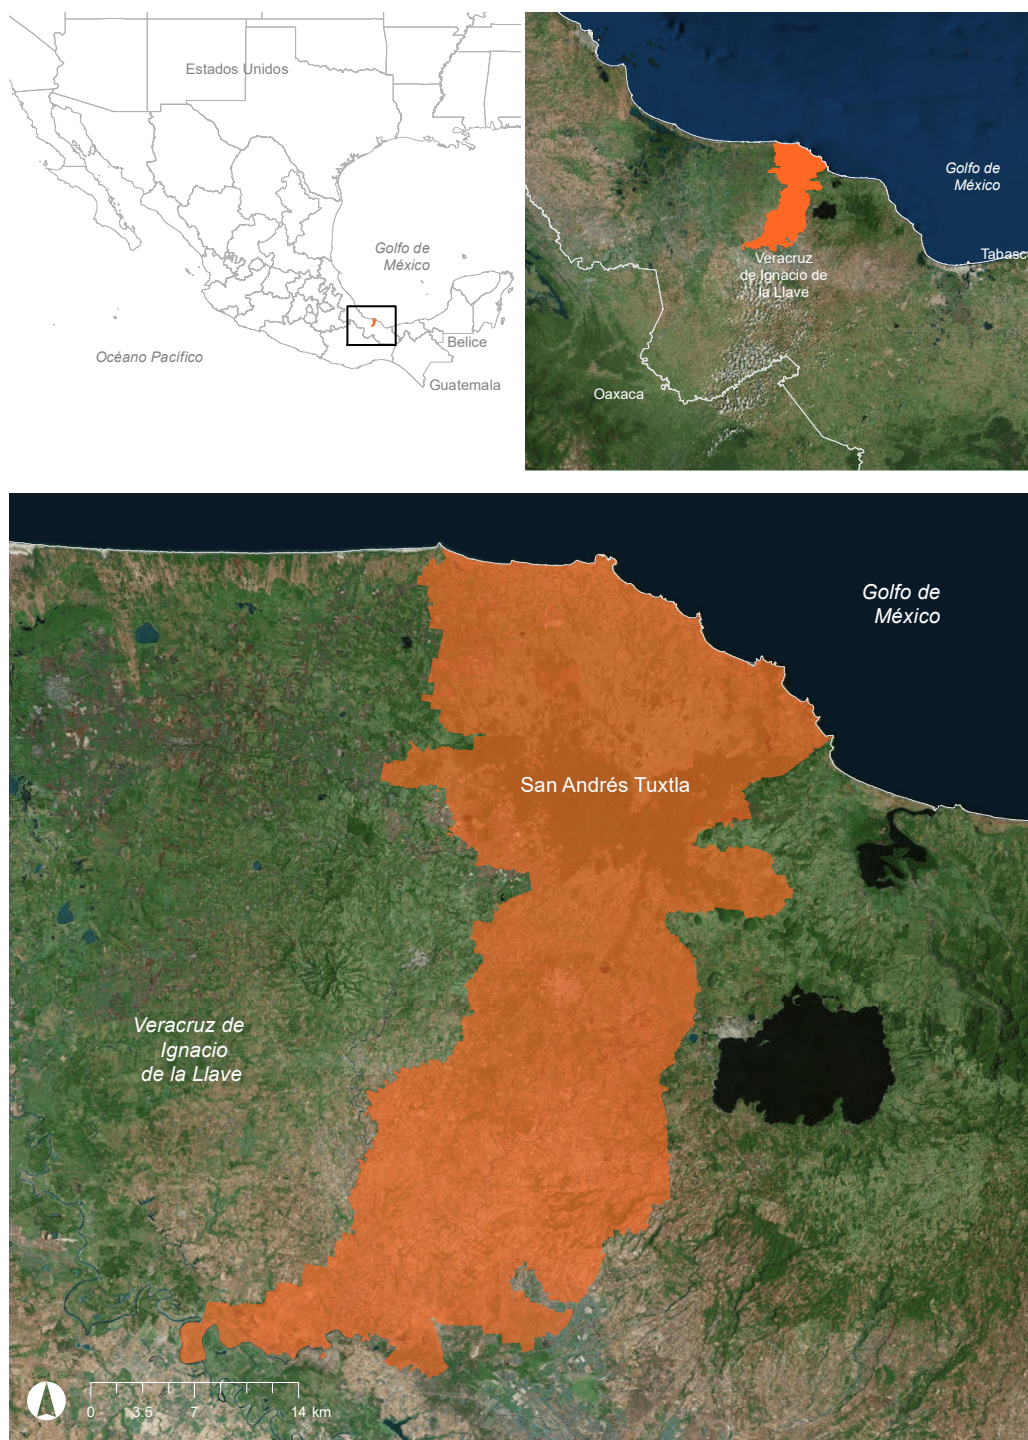 Estados Unidos
Golfo de
México
Océano Pacífico
Belice
Guatemala
Golfo de
México
Tabasc
Veracruz
de Ignacio de
la Llave
Oaxaca
Golfo de
México
San Andrés Tuxtla
Veracruz de
Ignacio
de la Llave
0 3.5 7 14 km